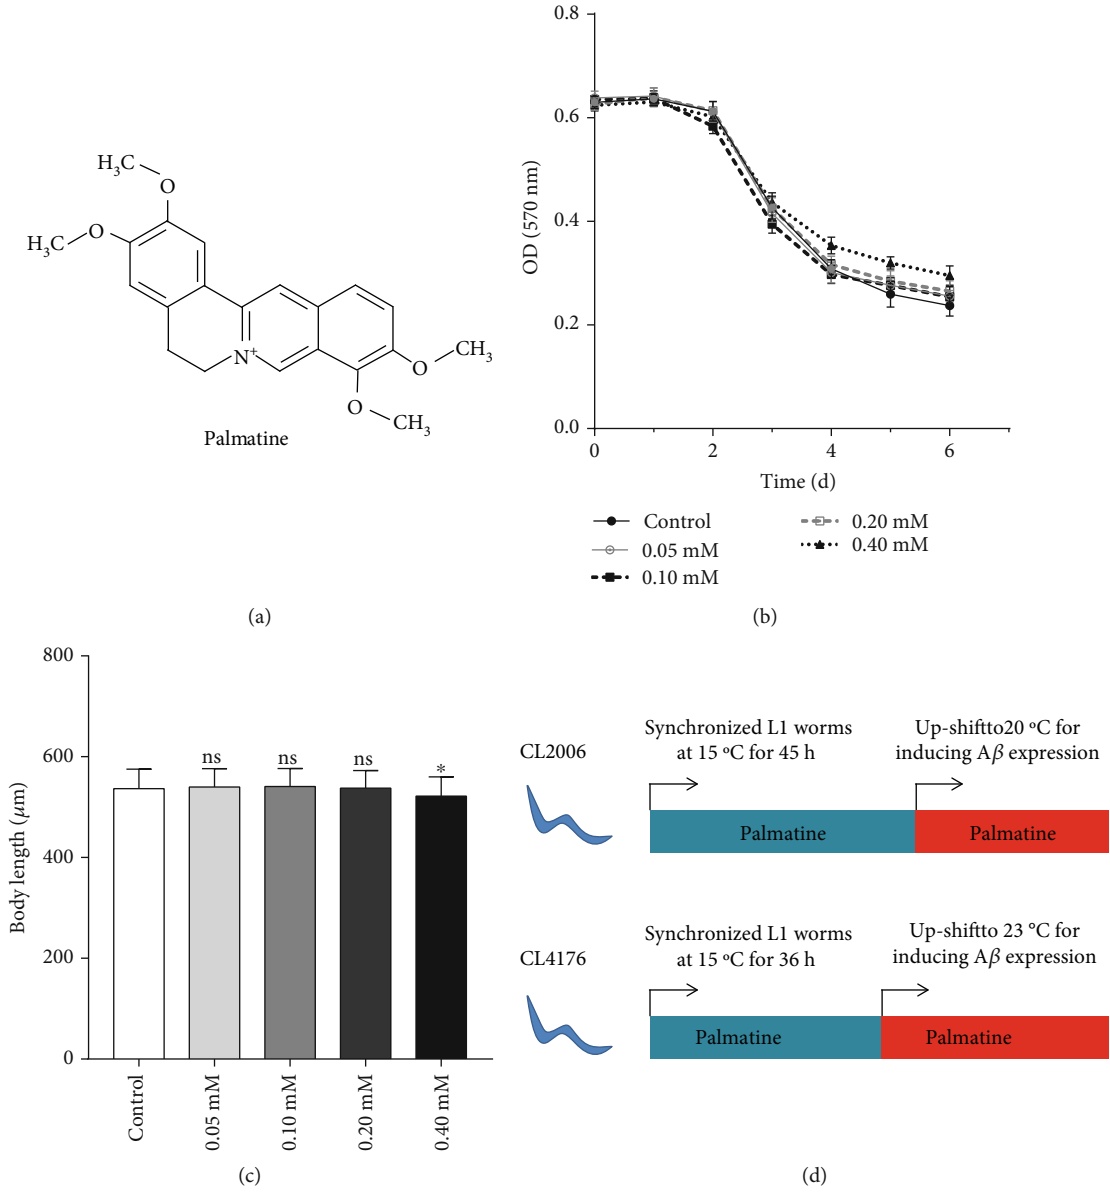 H₃C
O
H₃C
O
N⁺
O
CH₃
O
CH₃
Palmatine
(a)
0.8
0.6
0.4
0.2
0.0
OD (570 nm)
0
2
4
6
Time (d)
Control
0.05 mM
0.10 mM
0.20 mM
0.40 mM
(b)
800
600
400
200
0
Body length (μm)
ns
ns
ns
*
Control
0.05 mM
0.10 mM
0.20 mM
0.40 mM
(c)
CL2006
Synchronized L1 worms
at 15 ºC for 45 h
Up-shiftto20 ºC for
inducing Aβ expression
Palmatine
Palmatine
CL4176
Synchronized L1 worms
at 15 ºC for 36 h
Up-shiftto 23 °C for
inducing Aβ expression
Palmatine
Palmatine
(d)